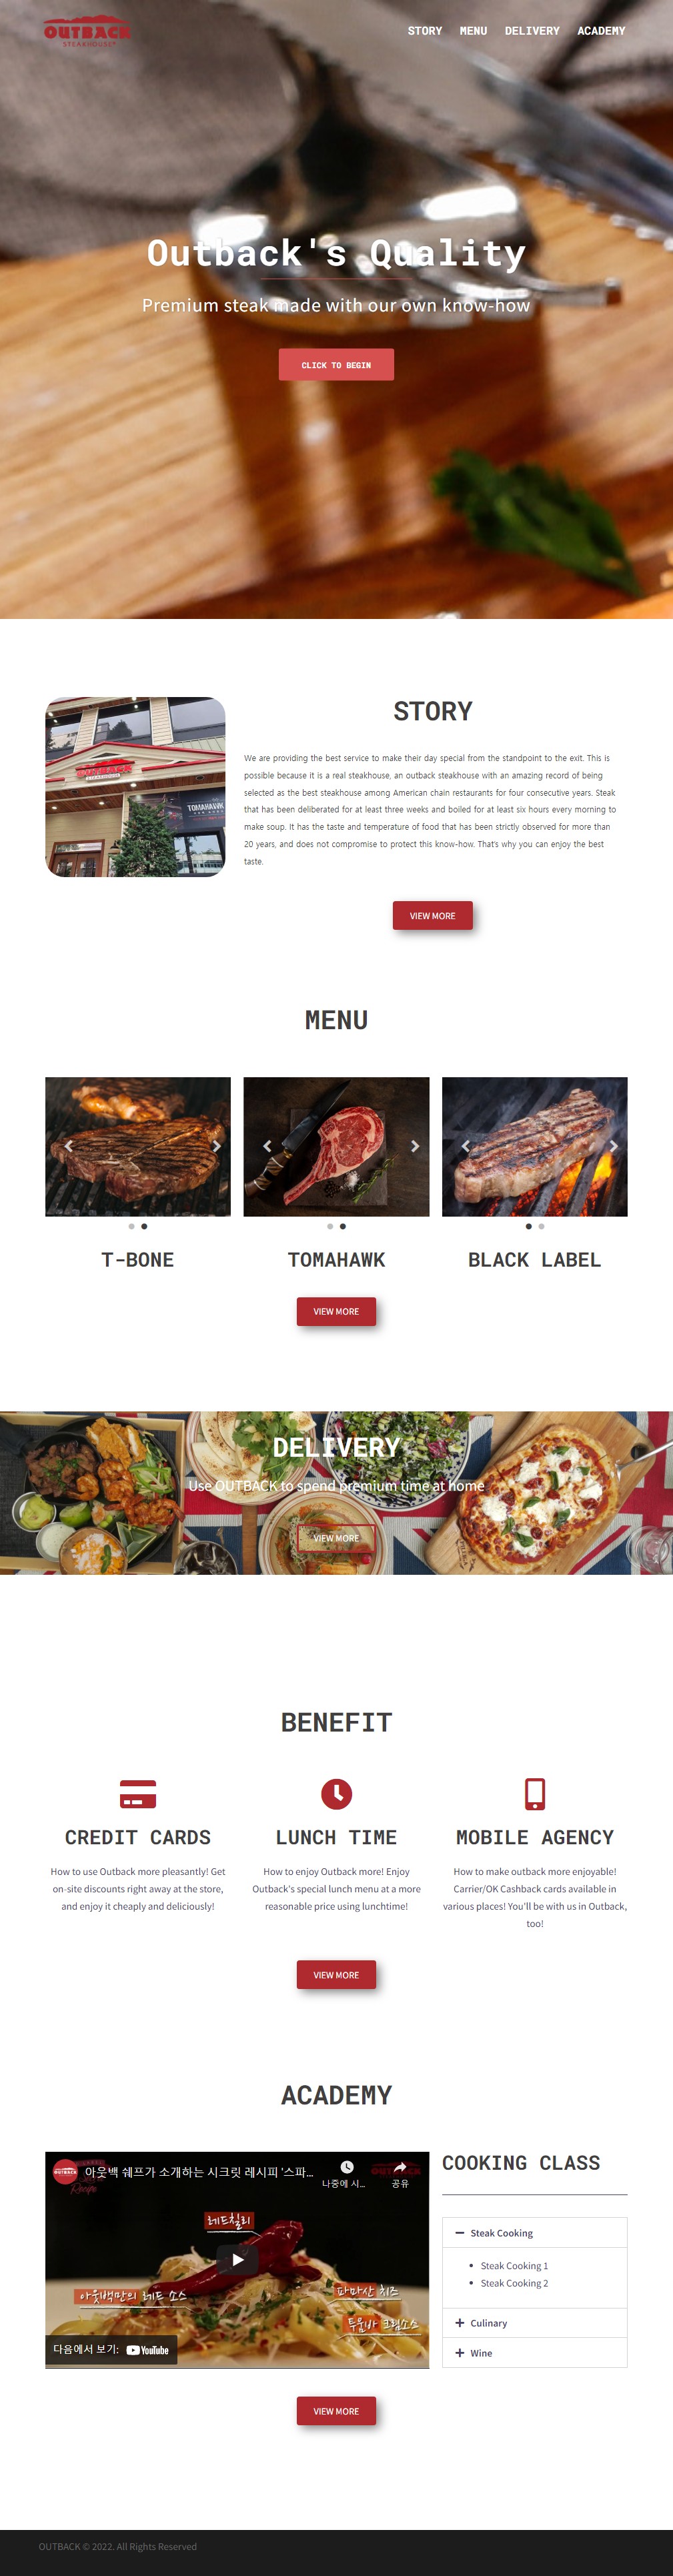 OUTBACK
STEAKHOUSE
STORY MENU DELIVERY ACADEMY
Outback's Quality
Premium steak made with our own know-how
CLICK TO BEGIN
OUTBACK
STEAKHOUSE
TOMAHAWK
STORY
We are providing the best service to make their day special from the standpoint to the exit. This is
possible because it is a real steakhouse, an outback steakhouse with an amazing record of being
selected as the best steakhouse among American chain restaurants for four consecutive years. Steak
that has been deliberated for at least three weeks and boiled for at least six hours every morning to
make soup. It has the taste and temperature of food that has been strictly observed for more than
20 years, and does not compromise to protect this know-how. That's why you can enjoy the best
taste.
VIEW MORE
MENU
T-BONE
TOMAHAWK
BLACK LABEL
VIEW MORE
DELIVERY
Use OUTBACK to spend premium time at home
VIEW MORE
BENEFIT
CREDIT CARDS
How to use Outback more pleasantly! Get
on-site discounts right away at the store,
and enjoy it cheaply and deliciously!
LUNCH TIME
How to enjoy Outback more! Enjoy
Outback's special lunch menu at a more
reasonable price using lunchtime!
MOBILE AGENCY
How to make outback more enjoyable!
Carrier/OK Cashback cards available in
various places! You'll be with us in Outback,
too!
VIEW MORE
ACADEMY
아웃백 쉐프가 소개하는 시크릿 레시피 '스파...
나중에 시...
공유
Recipe
레드칠리
아웃백만의 레드 소스
파마산 치즈
투움바 크림소스
다음에서 보기: YouTube
COOKING CLASS
Steak Cooking
Steak Cooking 1
Steak Cooking 2
Culinary
Wine
VIEW MORE
OUTBACK © 2022. All Rights Reserved